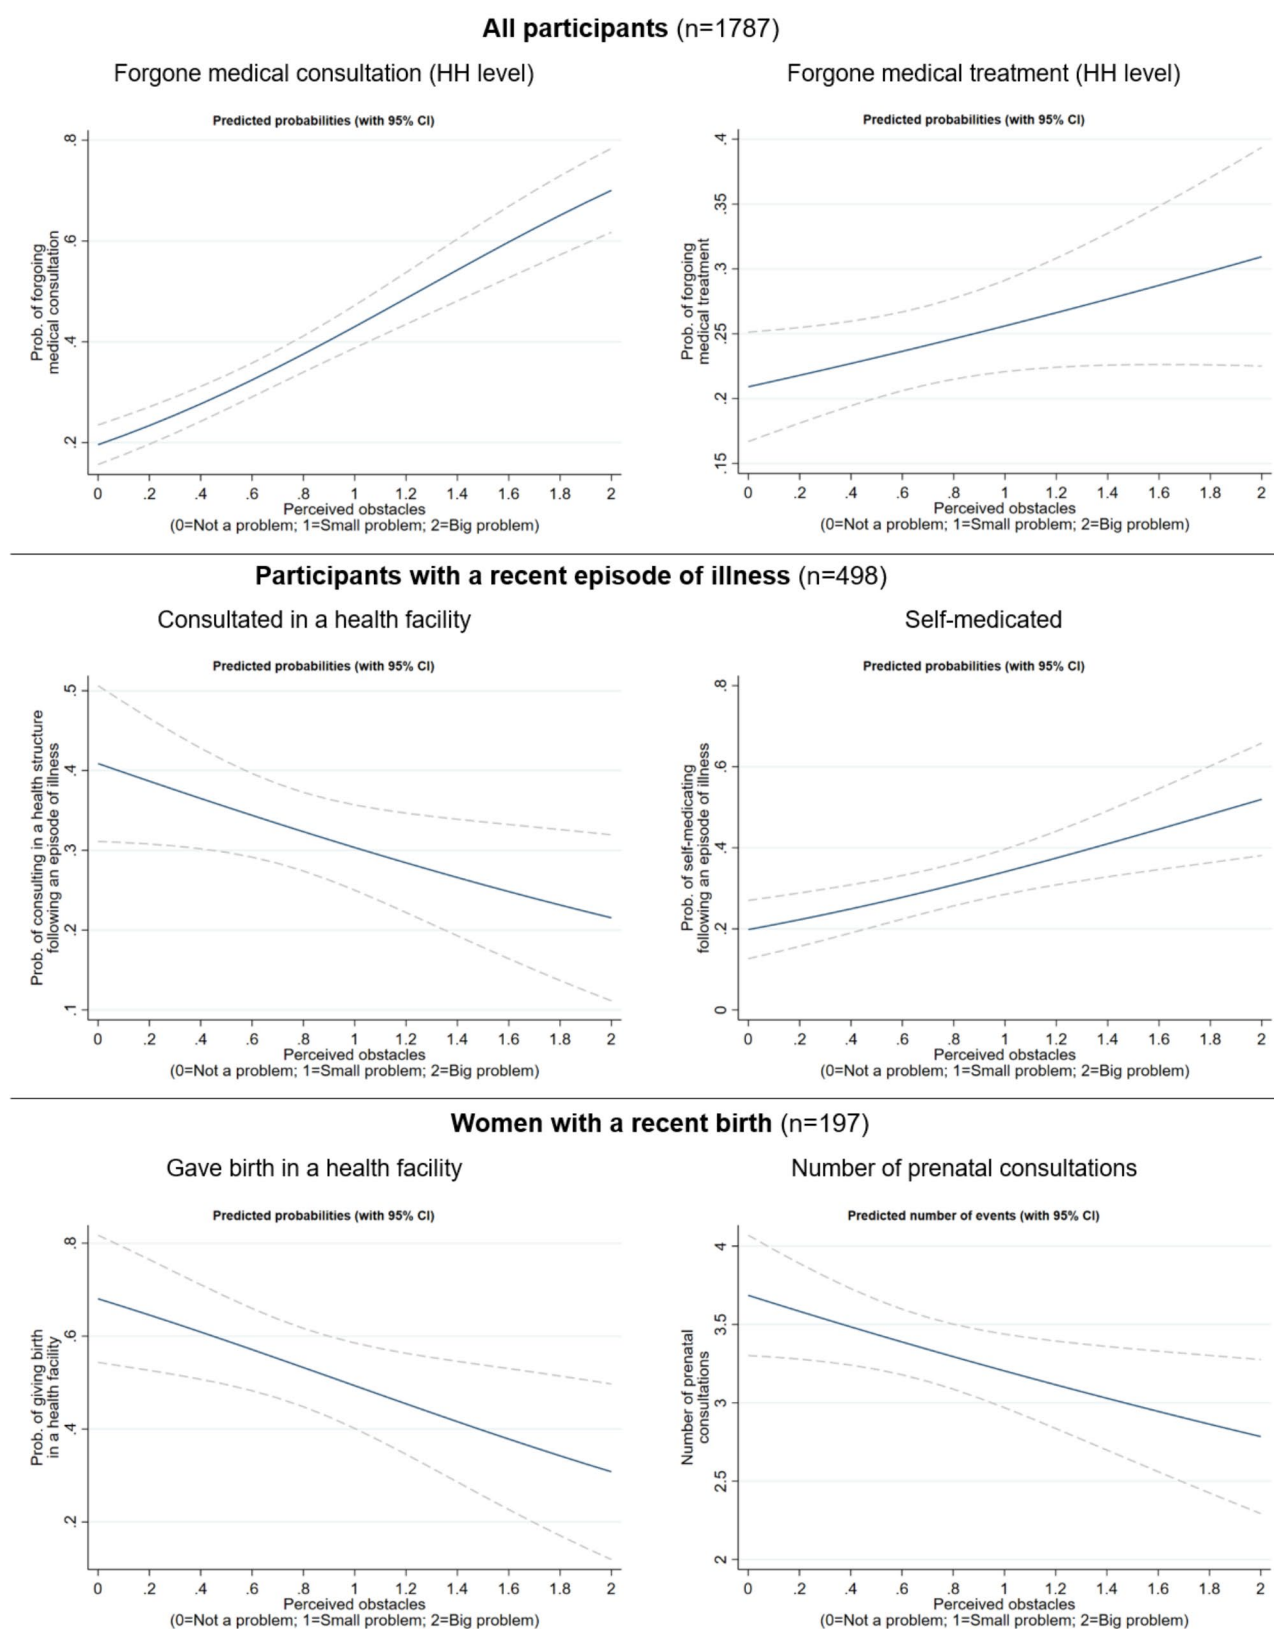 All participants (n=1787)
Forgone medical consultation (HH level)
Predicted probabilities (with 95% CI)
Prob. of forgoing
medical consultation
.8
.6
.4
.2
0 .2 .4 .6 .8 1 1.2 1.4 1.6 1.8 2
Perceived obstacles
(0=Not a problem; 1=Small problem; 2=Big problem)
Forgone medical treatment (HH level)
Predicted probabilities (with 95% CI)
Prob. of forgoing
medical treatment
.4
.35
.3
.25
.2
.15
0 .2 .4 .6 .8 1 1.2 1.4 1.6 1.8 2
Perceived obstacles
(0=Not a problem; 1=Small problem; 2=Big problem)
Participants with a recent episode of illness (n=498)
Consultated in a health facility
Predicted probabilities (with 95% CI)
Prob. of consulting in a health structure
following an episode of illness
.5
.4
.3
.2
.1
0 .2 .4 .6 .8 1 1.2 1.4 1.6 1.8 2
Perceived obstacles
(0=Not a problem; 1=Small problem; 2=Big problem)
Self-medicated
Predicted probabilities (with 95% CI)
Prob. of self-medicating
following an episode of illness
.8
.6
.4
.2
0
0 .2 .4 .6 .8 1 1.2 1.4 1.6 1.8 2
Perceived obstacles
(0=Not a problem; 1=Small problem; 2=Big problem)
Women with a recent birth (n=197)
Gave birth in a health facility
Predicted probabilities (with 95% CI)
Prob. of giving birth
in a health facility
.8
.6
.4
.2
0 .2 .4 .6 .8 1 1.2 1.4 1.6 1.8 2
Perceived obstacles
(0=Not a problem; 1=Small problem; 2=Big problem)
Number of prenatal consultations
Predicted number of events (with 95% CI)
Number of prenatal
consultations
4
3.5
3
2.5
2
0 .2 .4 .6 .8 1 1.2 1.4 1.6 1.8 2
Perceived obstacles
(0=Not a problem; 1=Small problem; 2=Big problem)